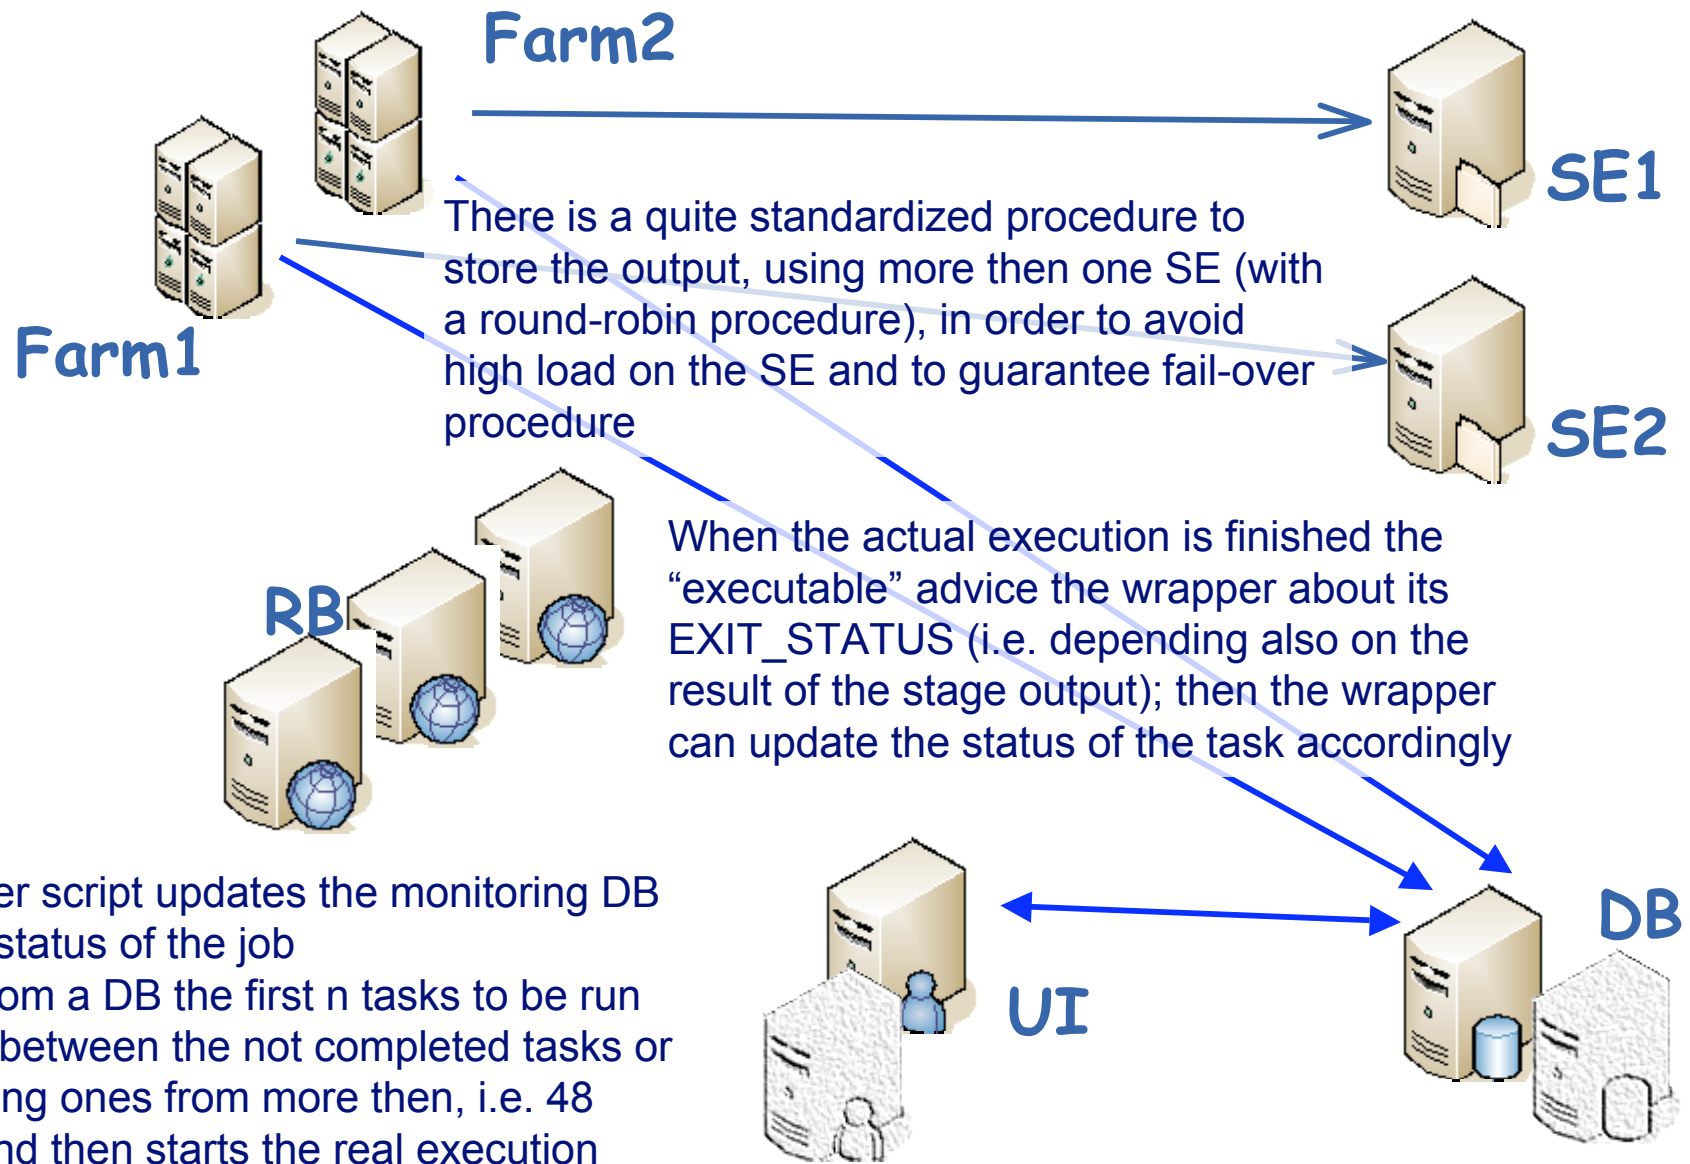 Farm2
SE1
There is a quite standardized procedure to
store the output, using more then one SE (with
a round-robin procedure), in order to avoid
high load on the SE and to guarantee fail-over
procedure
Farm1
SE2
When the actual execution is finished the
“executable” advice the wrapper about its
EXIT_STATUS (i.e. depending also on the
result of the stage output); then the wrapper
can update the status of the task accordingly
RB
er script updates the monitoring DB
status of the job
om a DB the first n tasks to be run
between the not completed tasks or
ng ones from more then, i.e. 48
nd then starts the real execution
UI
DB